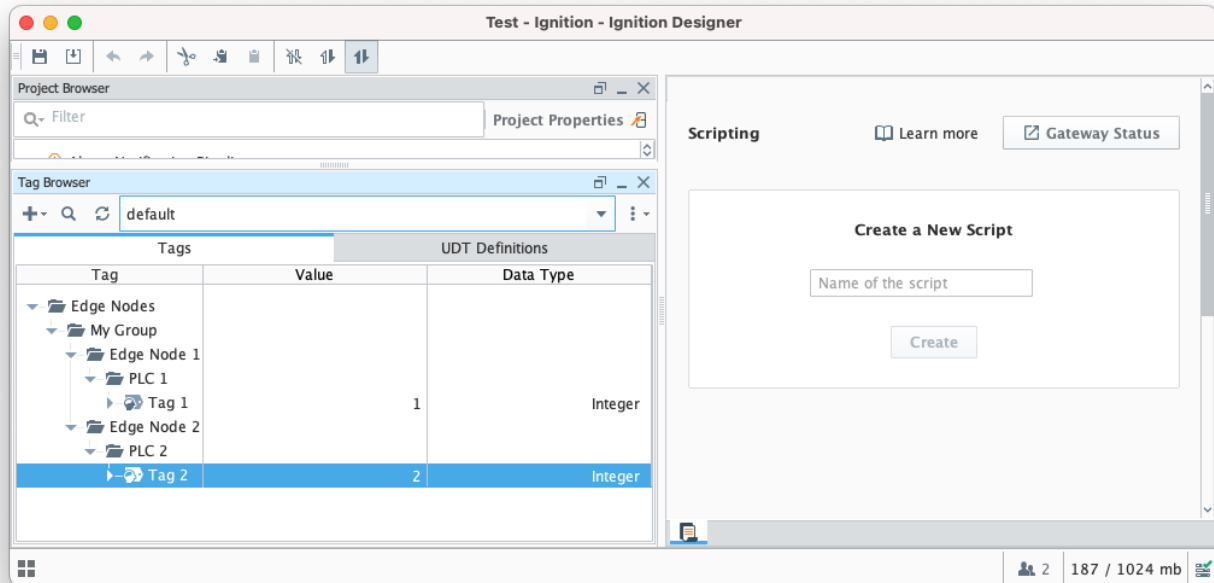 Test - Ignition - Ignition Designer
Project Browser
Filter
Project Properties
Tag Browser
default
Tags UDT Definitions
Tag Value Data Type
Edge Nodes
My Group
Edge Node 1
PLC 1
Tag 1 1 Integer
Edge Node 2
PLC 2
Tag 2 2 Integer
Scripting Learn more Gateway Status
Create a New Script
Name of the script
Create
2 187 / 1024 mb